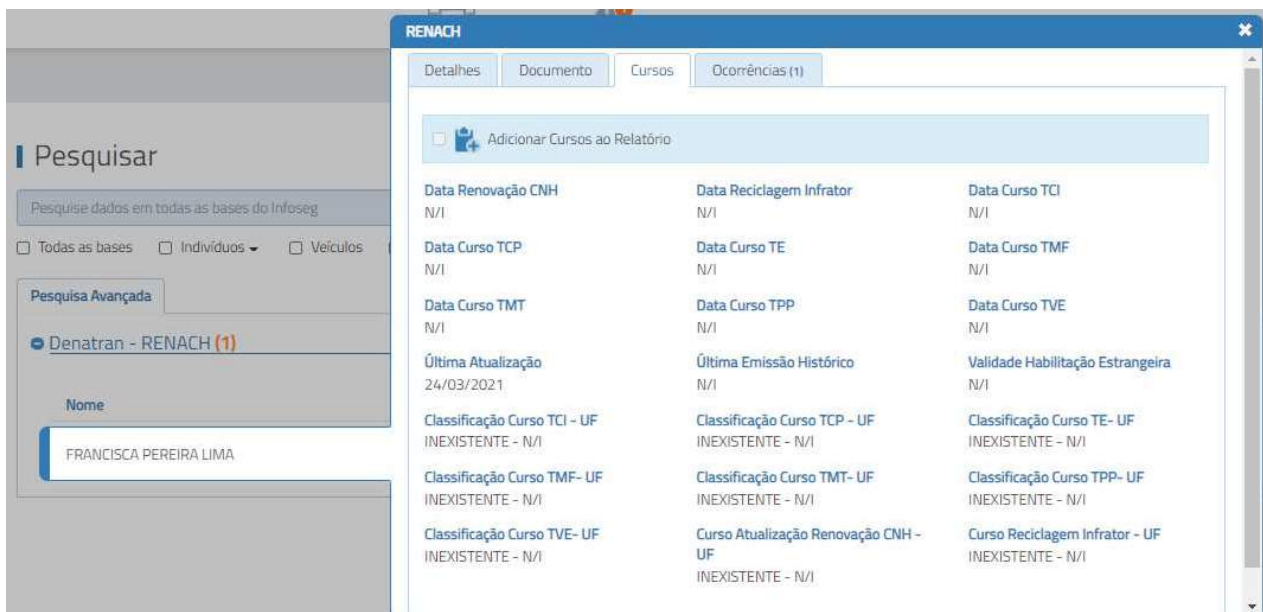 RENACH
Detalhes Documento Cursos Ocorrências (1)
Adicionar Cursos ao Relatório
Pesquisar
Pesquise dados em todas as bases do Infoseg
Todas as bases Indivíduos Veículos
Pesquisa Avançada
Denatran - RENACH (1)
Nome
FRANCISCA PEREIRA LIMA
Data Renovação CNH Data Reciclagem Infrator Data Curso TCI
N/I N/I N/I
Data Curso TCP Data Curso TE Data Curso TMF
N/I N/I N/I
Data Curso TMT Data Curso TPP Data Curso TVE
N/I N/I N/I
Última Atualização Última Emissão Histórico Validade Habilitação Estrangeira
24/03/2021 N/I N/I
Classificação Curso TCI - UF Classificação Curso TCP - UF Classificação Curso TE- UF
INEXISTENTE - N/I INEXISTENTE - N/I INEXISTENTE - N/I
Classificação Curso TMF- UF Classificação Curso TMT- UF Classificação Curso TPP- UF
INEXISTENTE - N/I INEXISTENTE - N/I INEXISTENTE - N/I
Classificação Curso TVE- UF Curso Atualização Renovação CNH - Curso Reciclagem Infrator - UF
INEXISTENTE - N/I UF INEXISTENTE - N/I
INEXISTENTE - N/I